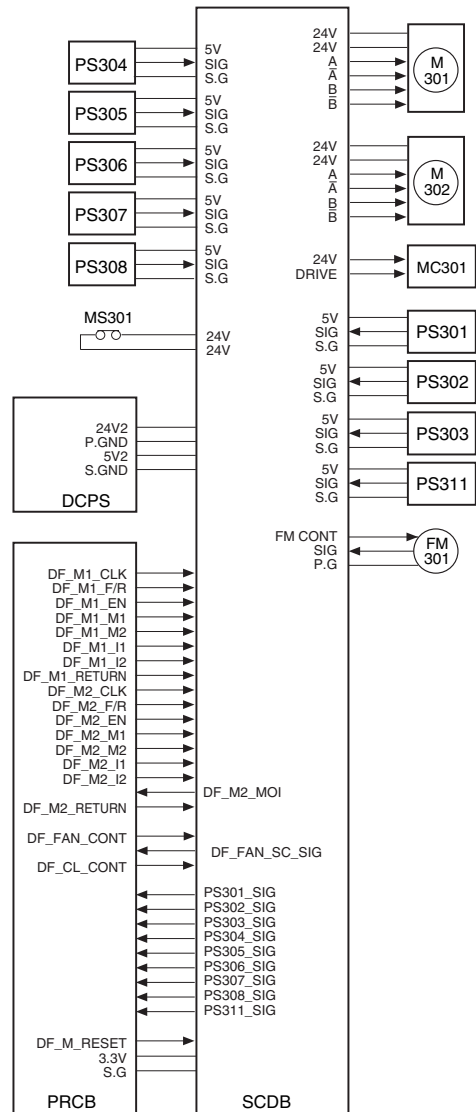 PS304
5V
SIG
S.G
PS305
5V
SIG
S.G
PS306
5V
SIG
S.G
PS307
5V
SIG
S.G
PS308
5V
SIG
S.G
MS301
24V
24V
24V2
P.GND
5V2
S.GND
DCPS
DF_M1_CLK
DF_M1_F/R
DF_M1_EN
DF_M1_M1
DF_M1_M2
DF_M1_I1
DF_M1_I2
DF_M1_RETURN
DF_M2_CLK
DF_M2_F/R
DF_M2_EN
DF_M2_M1
DF_M2_M2
DF_M2_I1
DF_M2_I2
DF_M2_MOI
DF_M2_RETURN
DF_FAN_CONT
DF_FAN_SC_SIG
DF_CL_CONT
PS301_SIG
PS302_SIG
PS303_SIG
PS304_SIG
PS305_SIG
PS306_SIG
PS307_SIG
PS308_SIG
PS311_SIG
DF_M_RESET
3.3V
S.G
PRCB
SCDB
24V
24V
A
A̅
B
B̅
M
301
24V
24V
A
A̅
B
B̅
M
302
24V
DRIVE
MC301
5V
SIG
S.G
PS301
5V
SIG
S.G
PS302
5V
SIG
S.G
PS303
5V
SIG
S.G
PS311
FM CONT
SIG
P.G
FM
301